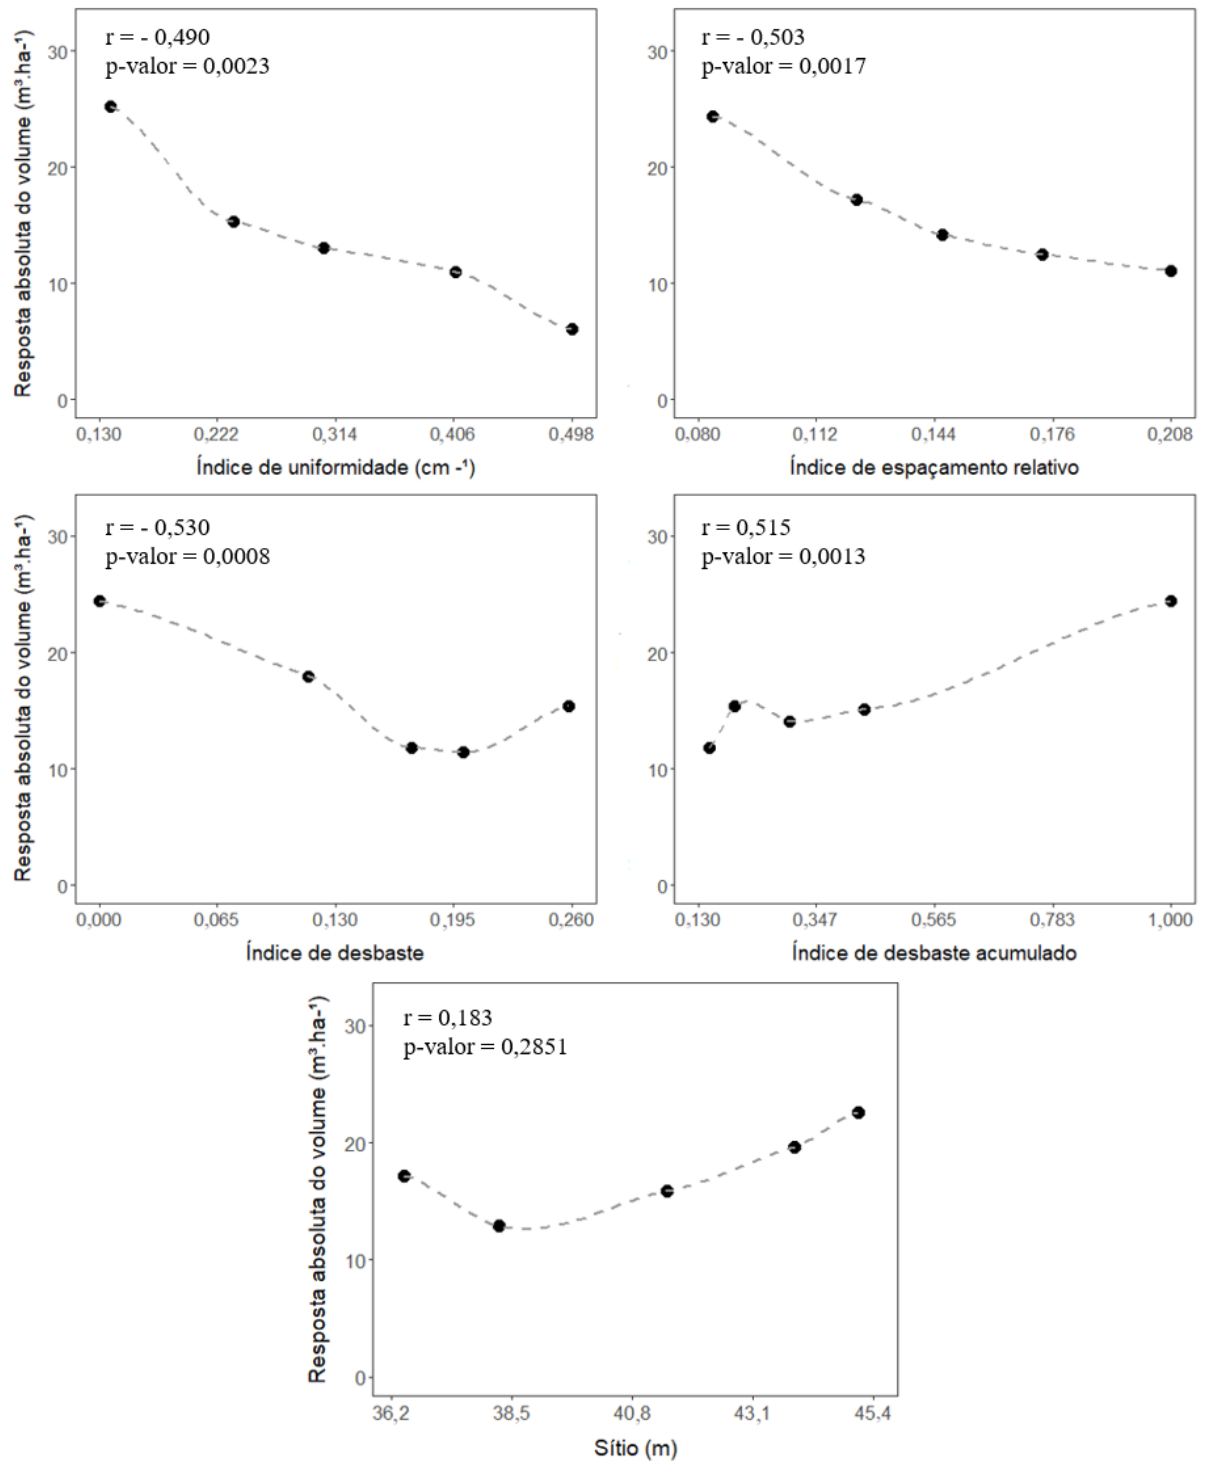 r = - 0,490
p-valor = 0,0023
30
20
10
0
Resposta absoluta do volume (m³.ha-¹)
0,130 0,222 0,314 0,406 0,498
Índice de uniformidade (cm -¹)
r = - 0,503
p-valor = 0,0017
30
20
10
0
0,080 0,112 0,144 0,176 0,208
Índice de espaçamento relativo
r = - 0,530
p-valor = 0,0008
30
20
10
0
Resposta absoluta do volume (m³.ha-¹)
0,000 0,065 0,130 0,195 0,260
Índice de desbaste
r = 0,515
p-valor = 0,0013
30
20
10
0
0,130 0,347 0,565 0,783 1,000
Índice de desbaste acumulado
r = 0,183
p-valor = 0,2851
30
20
10
0
Resposta absoluta do volume (m³.ha-¹)
36,2 38,5 40,8 43,1 45,4
Sítio (m)